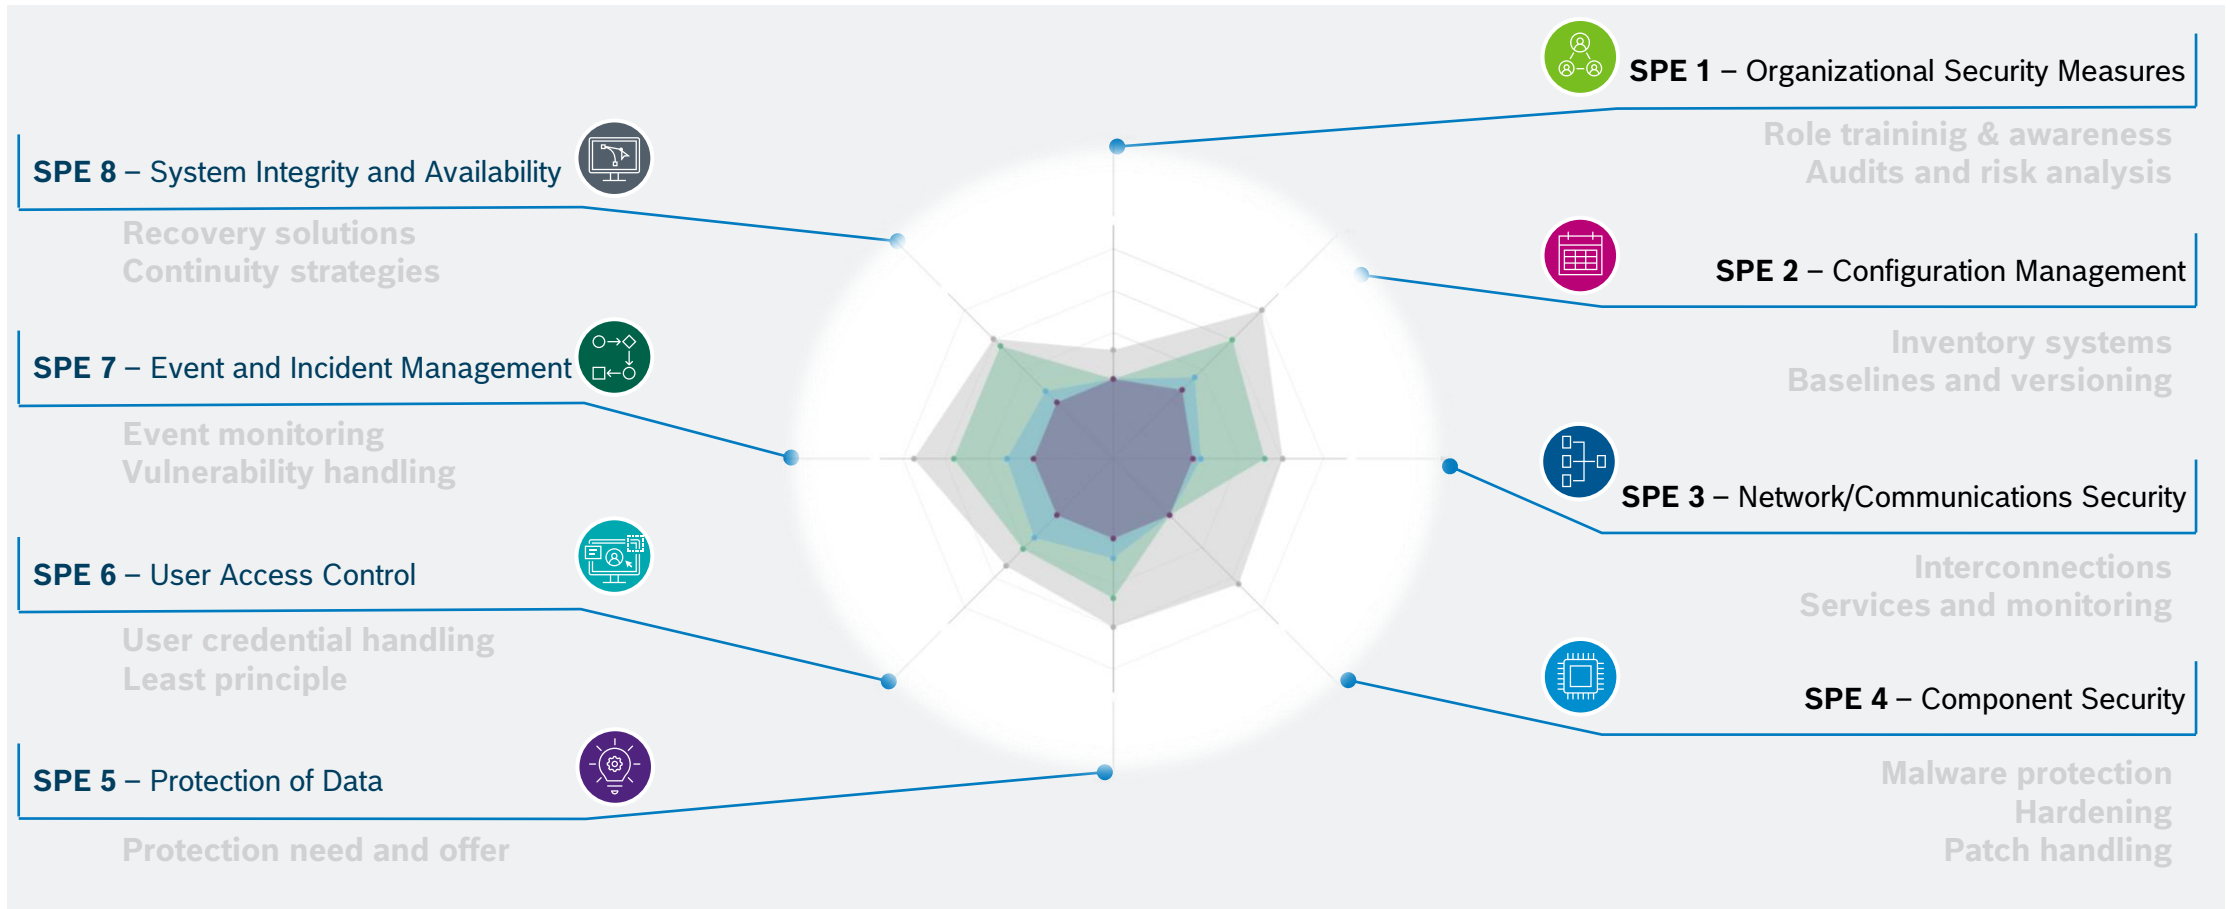 SPE 1 – Organizational Security Measures
Role traininig & awareness
Audits and risk analysis
SPE 2 – Configuration Management
Inventory systems
Baselines and versioning
SPE 3 – Network/Communications Security
Interconnections
Services and monitoring
SPE 4 – Component Security
Malware protection
Hardening
Patch handling
SPE 5 – Protection of Data
Protection need and offer
SPE 6 – User Access Control
User credential handling
Least principle
SPE 7 – Event and Incident Management
Event monitoring
Vulnerability handling
SPE 8 – System Integrity and Availability
Recovery solutions
Continuity strategies